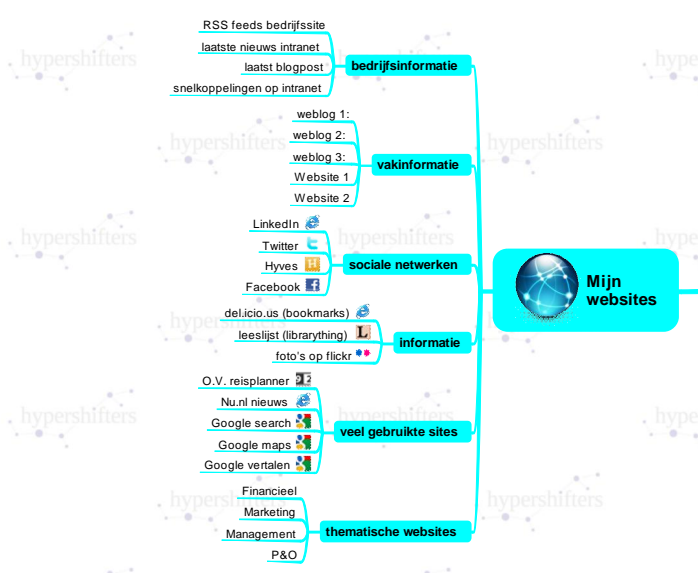 RSS feeds bedrijfssite
laatste nieuws intranet
laatst blogpost
snelkoppelingen op intranet
bedrijfsinformatie
weblog 1:
weblog 2:
weblog 3:
Website 1
Website 2
vakinformatie
LinkedIn
Twitter
Hyves
Facebook
sociale netwerken
del.icio.us (bookmarks)
leeslijst (librarything)
foto's op flickr
informatie
O.V. reisplanner
Nu.nl nieuws
Google search
Google maps
Google vertalen
veel gebruikte sites
Financieel
Marketing
Management
P&O
thematische websites
Mijn
websites
hypershifters